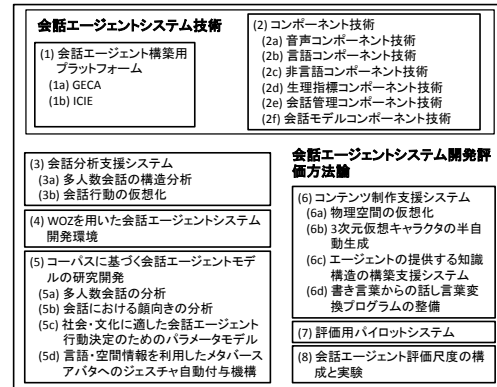 会話エージェントシステム技術
(1) 会話エージェント構築用
プラットフォーム
(1a) GECA
(1b) ICIE
(2) コンポーネント技術
(2a) 音声コンポーネント技術
(2b) 言語コンポーネント技術
(2c) 非言語コンポーネント技術
(2d) 生理指標コンポーネント技術
(2e) 会話管理コンポーネント技術
(2f) 会話モデルコンポーネント技術
(3) 会話分析支援システム
(3a) 多人数会話の構造分析
(3b) 会話行動の仮想化
(4) WOZを用いた会話エージェントシステム
開発環境
(5) コーパスに基づく会話エージェントモデ
ルの研究開発
(5a) 多人数会話の分析
(5b) 会話における顔向きの分析
(5c) 社会・文化に適した会話エージェント
行動決定のためのパラメータモデル
(5d) 言語・空間情報を利用したメタバース
アバタへのジェスチャ自動付与機構
会話エージェントシステム開発評
価方法論
(6) コンテンツ制作支援システム
(6a) 物理空間の仮想化
(6b) 3次元仮想キャラクタの半自
動生成
(6c) エージェントの提供する知識
構造の構築支援システム
(6d) 書き言葉からの話し言葉変
換プログラムの整備
(7) 評価用パイロットシステム
(8) 会話エージェント評価尺度の構
成と実験